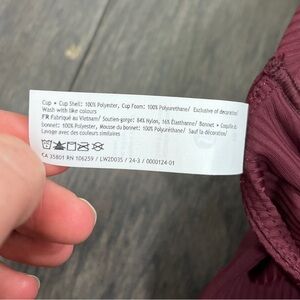 Cup • Cup Shell: 100% Polyester, Cup Foam: 100% Polyurethane/ Exclusive of decoration/
Wash with like colours
FR Fabriqué au Vietnam/ Soutien-gorge: 84% Nylon, 16% Élasthanne/ Bonnet • Coquille du
bonnet: 100% Polyester, Mousse du bonnet: 100% Polyuréthane/ Sauf la décoration/
Lavage avec des couleurs similaires
CA 35801 RN 106259 / LW2DD3S / 24-3 / 0000124-01